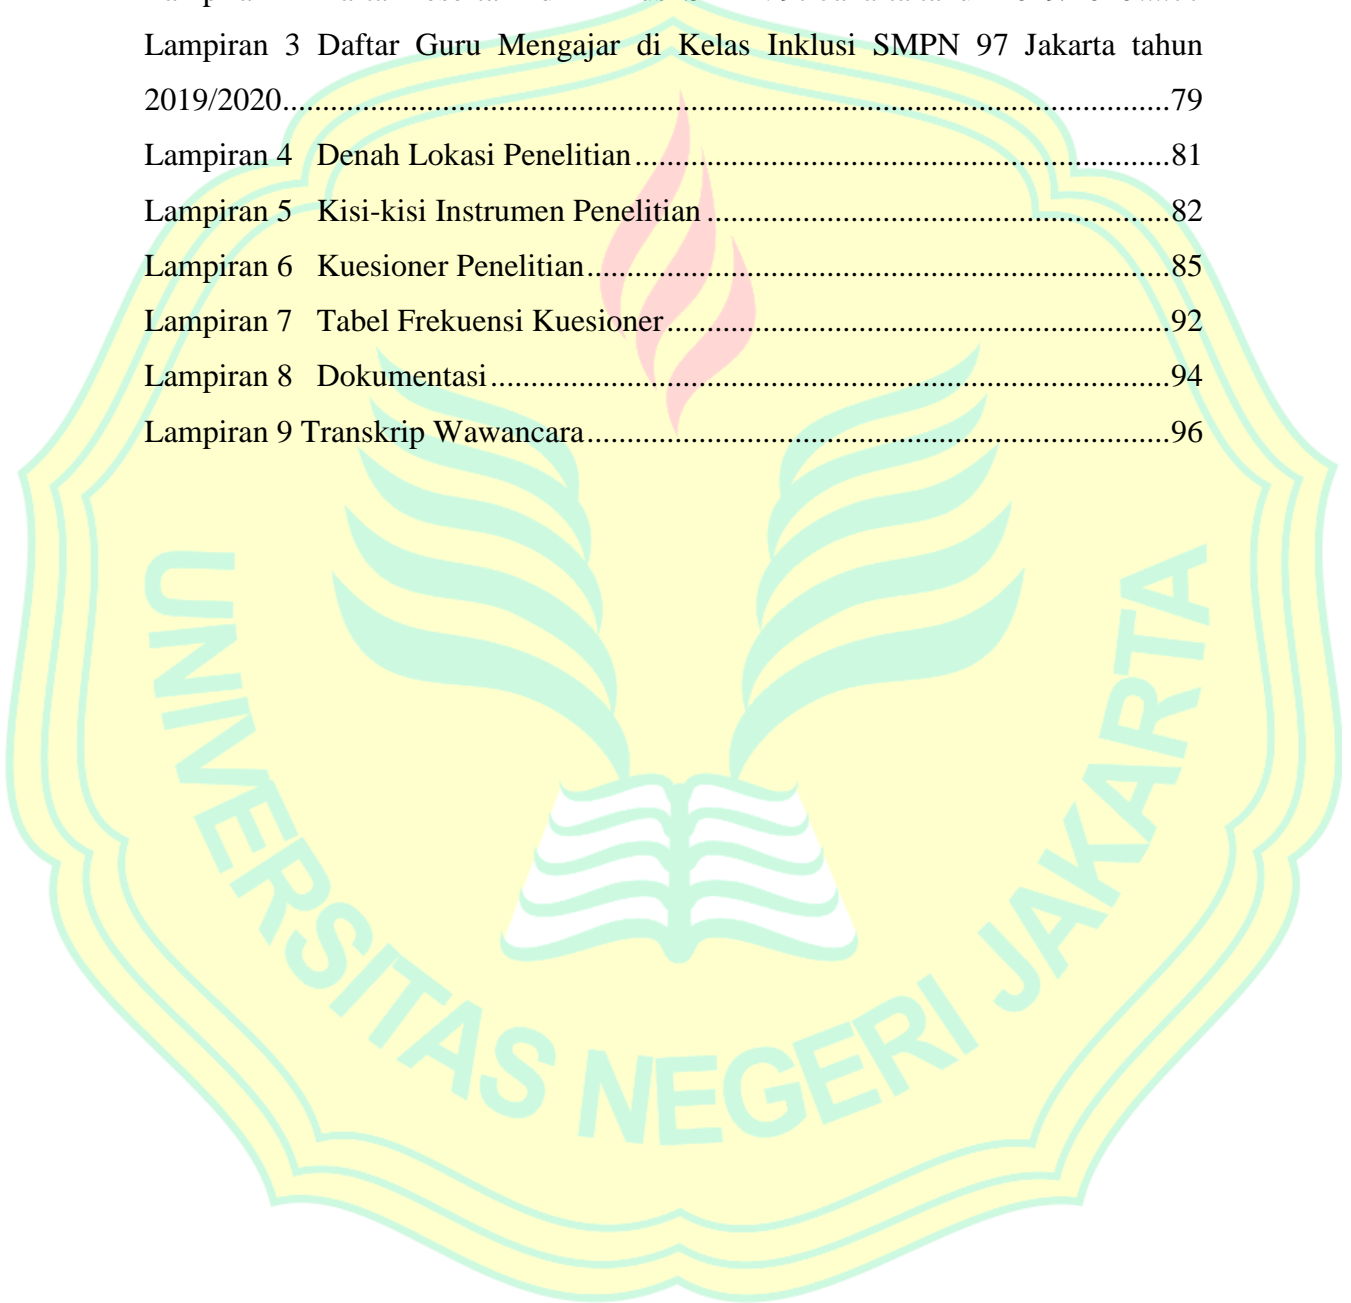 Lampiran 3 Daftar Guru Mengajar di Kelas Inklusi SMPN 97 Jakarta tahun
2019/2020....................................................................................................................79
Lampiran 4 Denah Lokasi Penelitian....................................................................81
Lampiran 5 Kisi-kisi Instrumen Penelitian............................................................82
Lampiran 6 Kuesioner Penelitian...........................................................................85
Lampiran 7 Tabel Frekuensi Kuesioner.................................................................92
Lampiran 8 Dokumentasi.......................................................................................94
Lampiran 9 Transkrip Wawancara..........................................................................96
UNIVERSITAS NEGERI JAKARTA